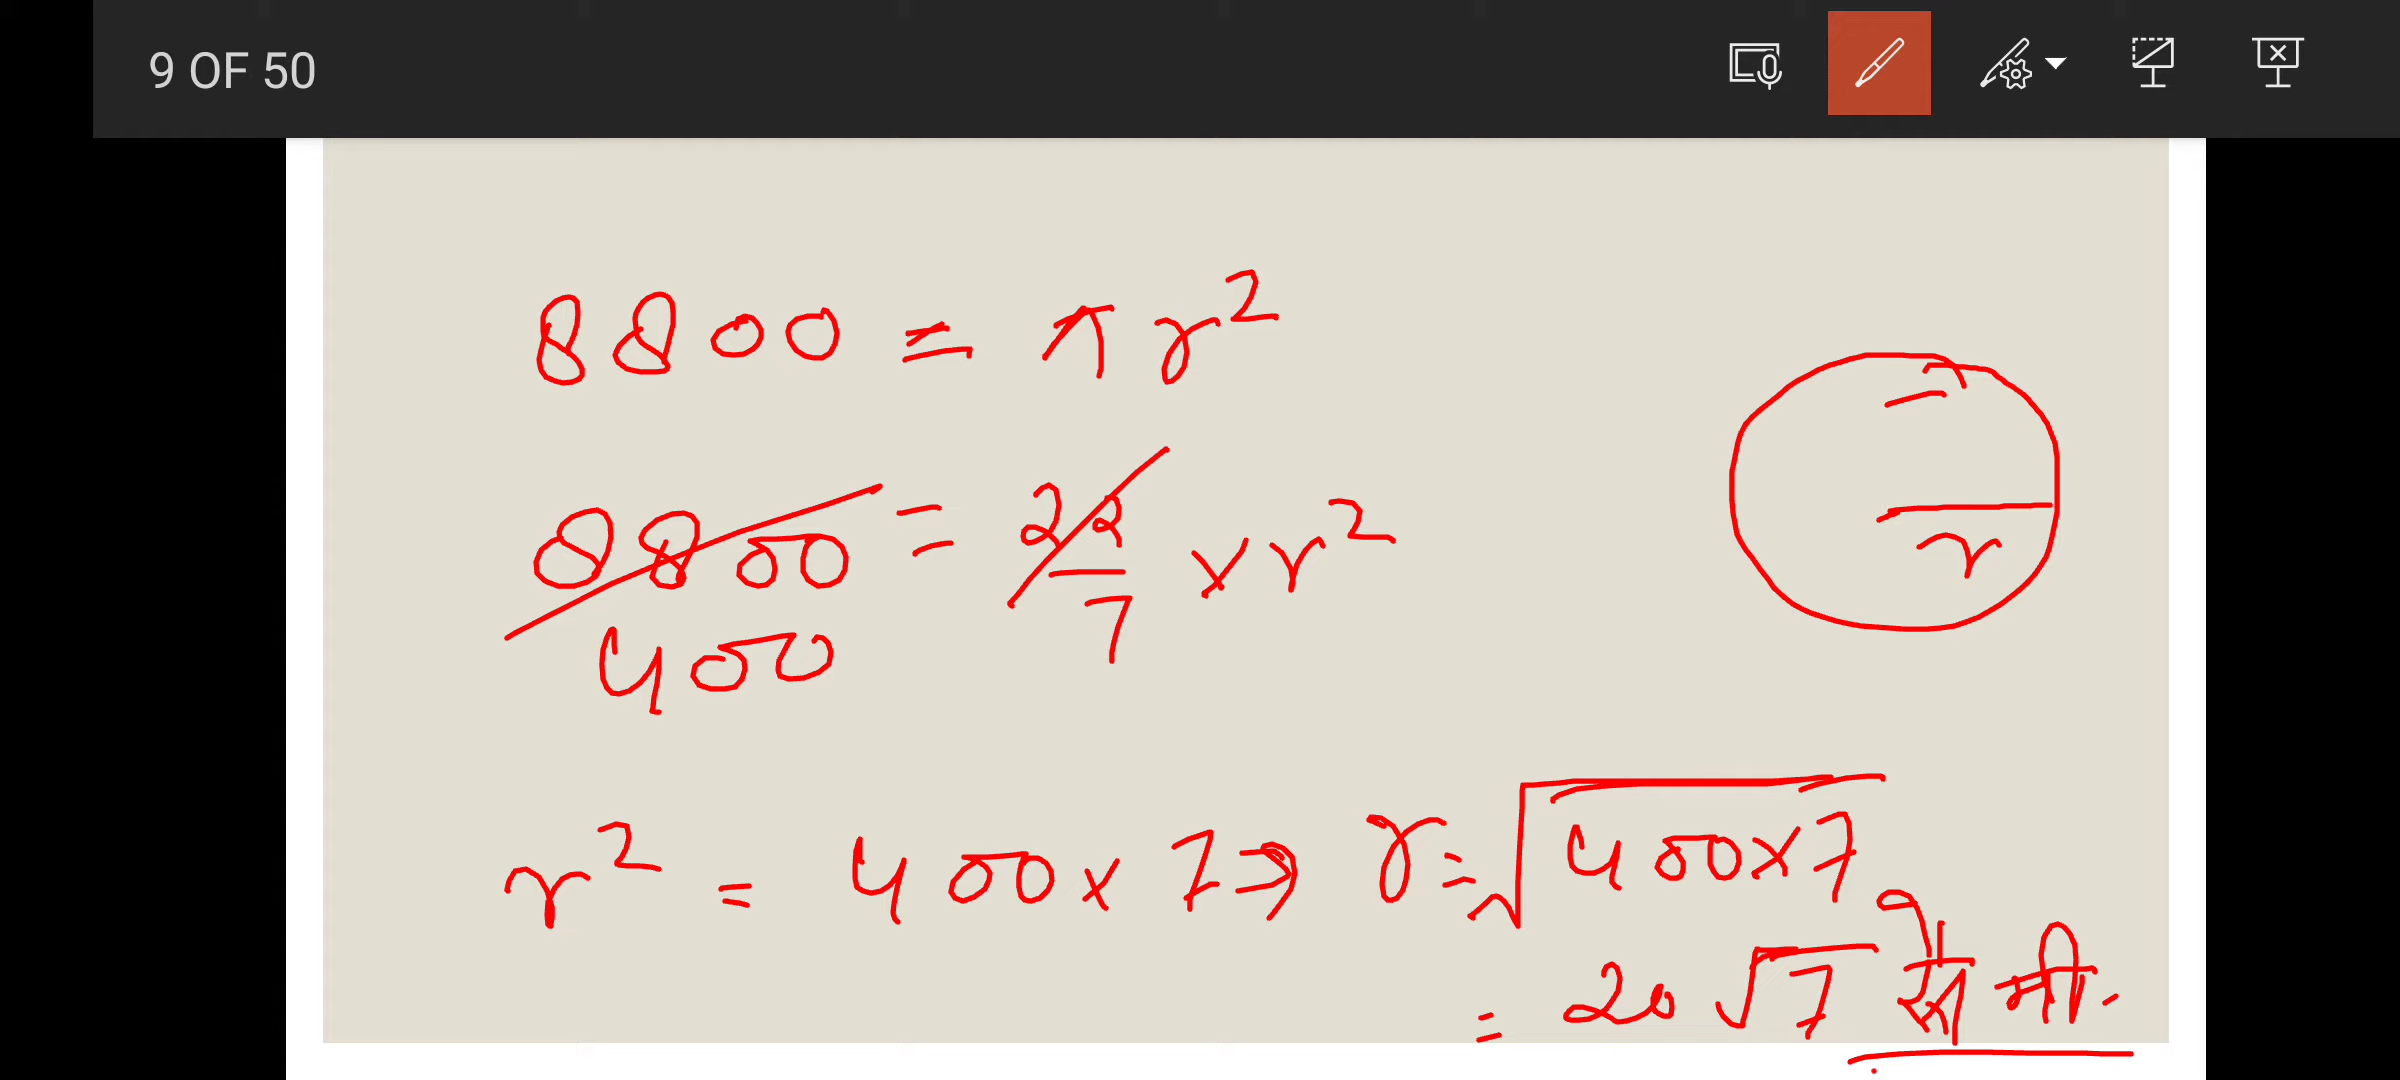 9 OF 50
8800 = πr²
8800 = 22/7 × r²
400
r
r² = 400 × 7 ⇒ r = √400×7
= 20√7 से मी.